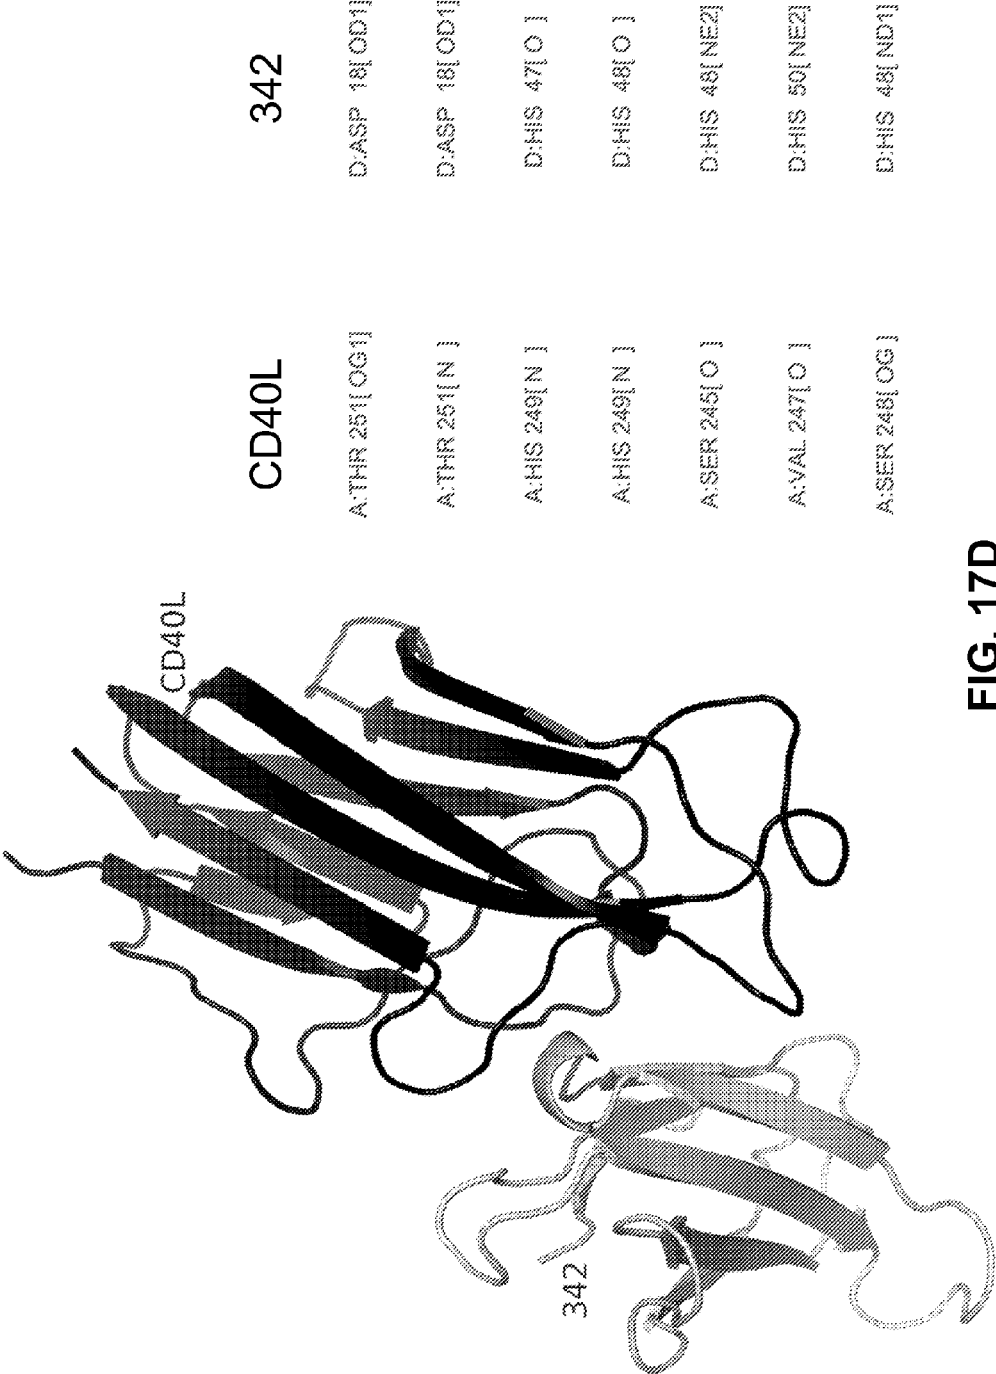 CD40L 342
A:THR 251[ OG1] D:ASP 18[ OD1]
A:THR 251[ N ] D:ASP 18[ OD1]
A:HIS 249[ N ] D:HIS 47[ O ]
A:HIS 249[ N ] D:HIS 48[ O ]
A:SER 245[ O ] D:HIS 48[ NE2]
A:VAL 247[ O ] D:HIS 50[ NE2]
A:SER 248[ OG ] D:HIS 48[ ND1]
CD40L
342
FIG. 17D